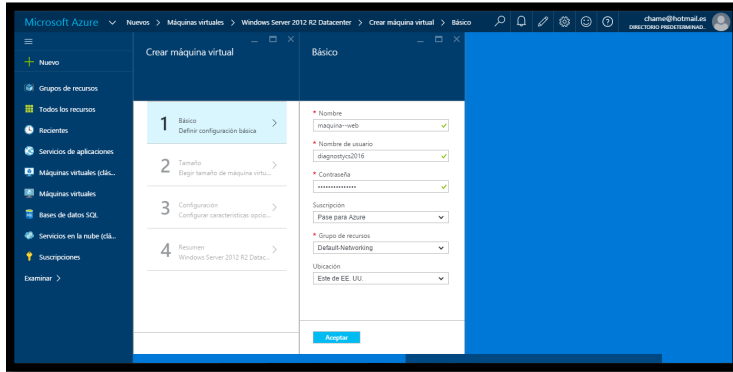 Microsoft Azure
Nuevos > Máquinas virtuales > Windows Server 2012 R2 Datacenter > Crear máquina virtual > Básico
chame@hotmail.es
DIRECTORIO PREDETERMINAD...
Nuevo
Grupos de recursos
Todos los recursos
Recientes
Servicios de aplicaciones
Máquinas virtuales (clás...
Máquinas virtuales
Bases de datos SQL
Servicios en la nube (clá...
Suscripciones
Examinar >
Crear máquina virtual
1 Básico
Definir configuración básica
2 Tamaño
Elegir tamaño de máquina virtu...
3 Configuración
Configurar características opcio...
4 Resumen
Windows Server 2012 R2 Datac...
Básico
* Nombre
maquina--web
* Nombre de usuario
diagnostycs2016
* Contraseña
* Suscripción
Pase para Azure
* Grupo de recursos
Default-Networking
Ubicación
Este de EE. UU.
Aceptar